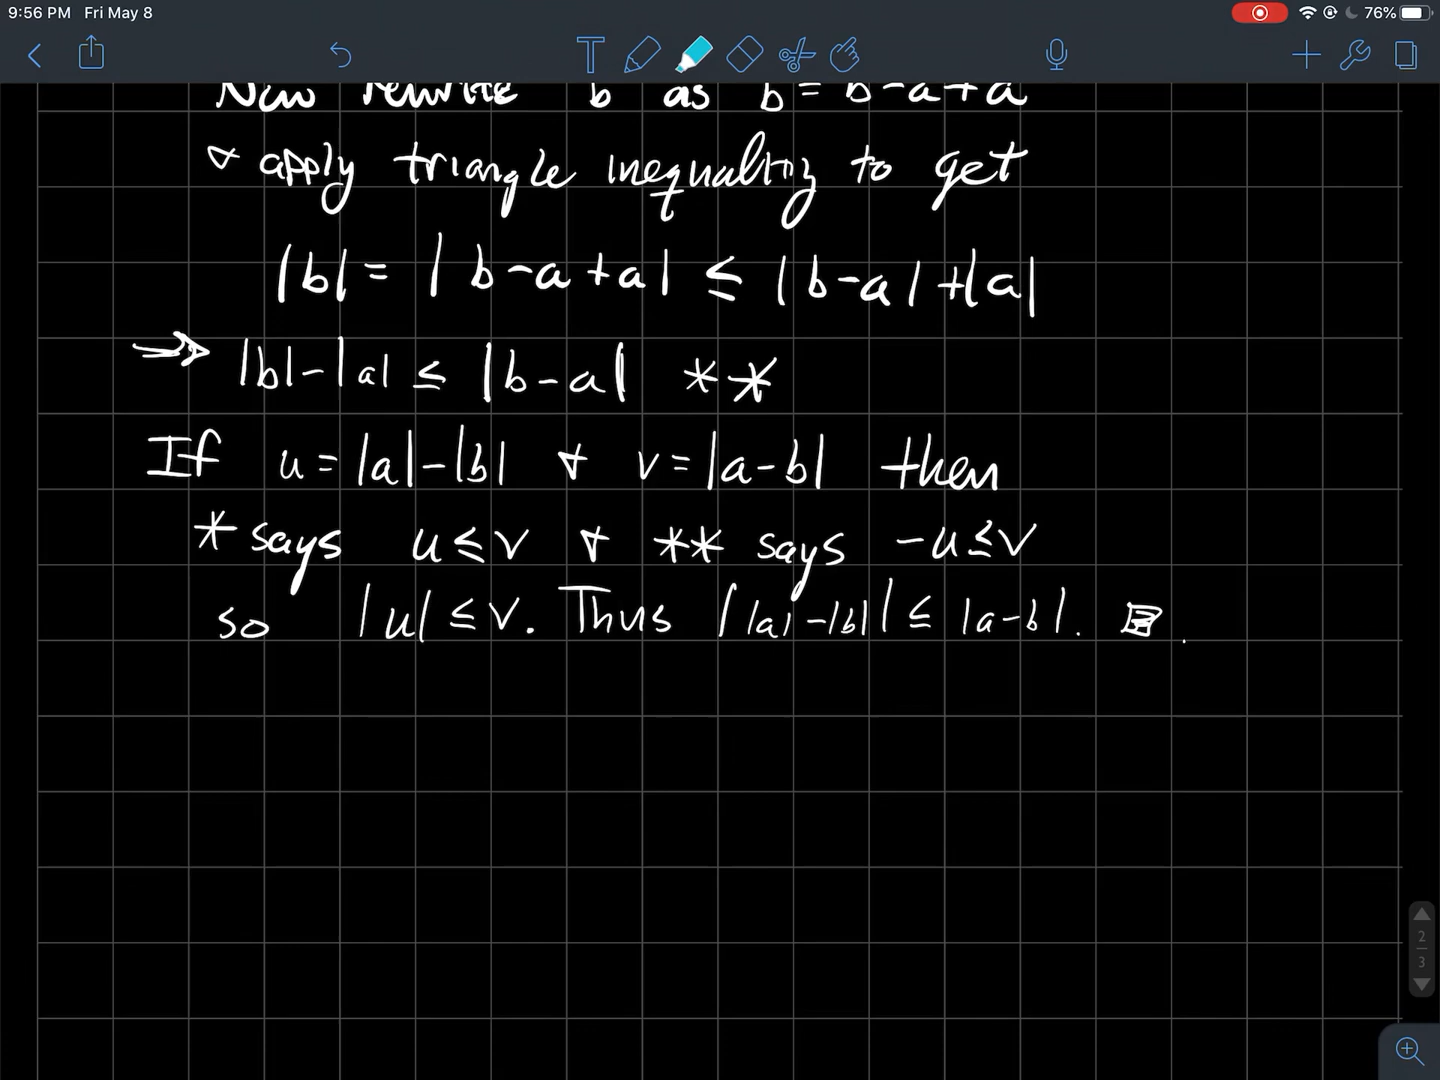 9:56 PM Fri May 8 76%
T
Now rewrite b as b = b-a+a
& apply triangle inequality to get
|b| = |b-a+a| ≤ |b-a|+|a|
⇒ |b|-|a| ≤ |b-a| **
If u = |a|-|b| & v = |a-b| then
* says u ≤ v & ** says -u ≤ v
so |u| ≤ v. Thus ||a|-|b|| ≤ |a-b|.
2
3